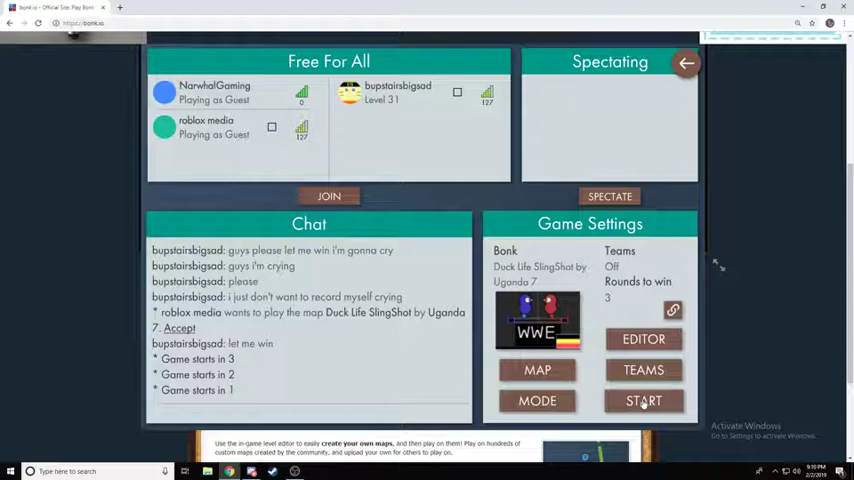 bonk.io - Official Site: Play Bonk
https://bonk.io
Free For All
Spectating
NarwhalGaming
Playing as Guest
0
bupstairsbigsad
Level 31
127
roblox media
Playing as Guest
127
JOIN
SPECTATE
Chat
Game Settings
bupstairsbigsad: guys please let me win i'm gonna cry
bupstairsbigsad: guys i'm crying
bupstairsbigsad: please
bupstairsbigsad: i just don't want to record myself crying
* roblox media wants to play the map Duck Life SlingShot by Uganda
7. Accept
bupstairsbigsad: let me win
* Game starts in 3
* Game starts in 2
* Game starts in 1
Bonk
Duck Life SlingShot by
Uganda 7
Teams
Off
Rounds to win
3
WWE
EDITOR
MAP
TEAMS
MODE
START
Activate Windows
Go to Settings to activate Windows.
Use the in-game level editor to easily create your own maps, and then play on them! Play on hundreds of
custom maps created by the community, and upload your own for others to play on.
Type here to search
9:10 PM
2/2/2019